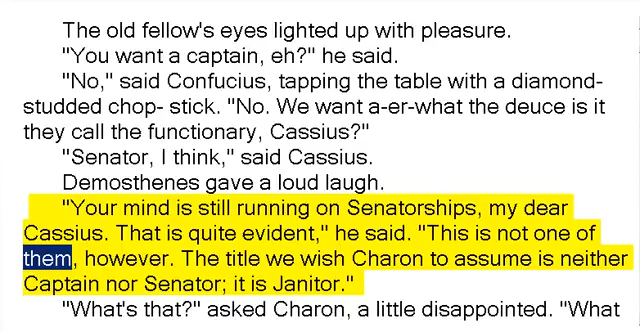 The old fellow's eyes lighted up with pleasure.
"You want a captain, eh?" he said.
"No," said Confucius, tapping the table with a diamond-
studded chop- stick. "No. We want a-er-what the deuce is it
they call the functionary, Cassius?"
"Senator, I think," said Cassius.
Demosthenes gave a loud laugh.
"Your mind is still running on Senatorships, my dear
Cassius. That is quite evident," he said. "This is not one of
them, however. The title we wish Charon to assume is neither
Captain nor Senator; it is Janitor."
"What's that?" asked Charon, a little disappointed. "What